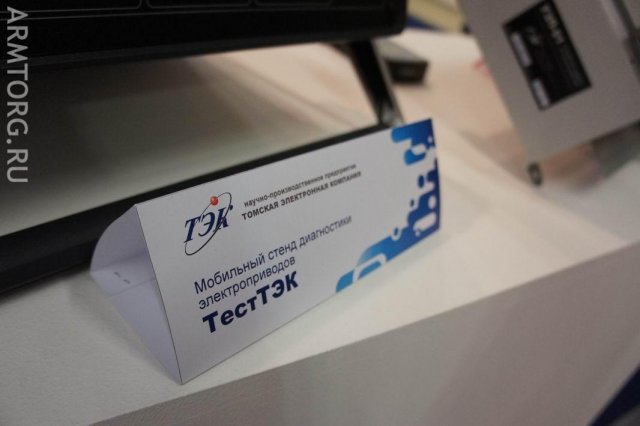 ARMTORG.RU
ТЭК
научно-производственное предприятие
ТОМСКАЯ ЭЛЕКТРОННАЯ КОМПАНИЯ
Мобильный стенд диагностики
электроприводов
ТестТЭК